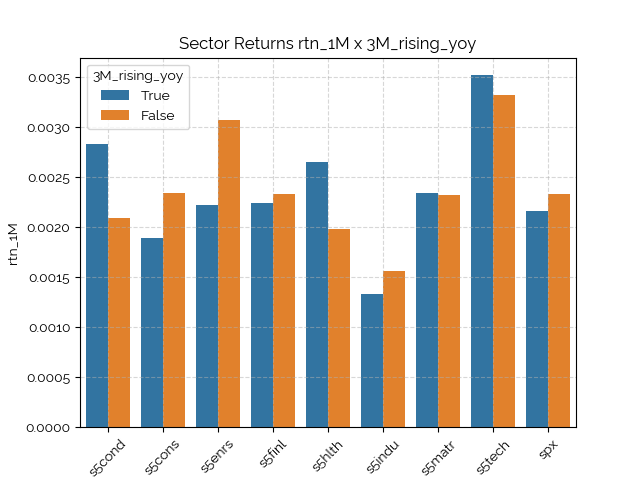 Sector Returns rtn_1M x 3M_rising_yoy
3M_rising_yoy
True
False
rtn_1M
0.0035
0.0030
0.0025
0.0020
0.0015
0.0010
0.0005
0.0000
s5cond
s5cons
s5enrs
s5finl
s5hlth
s5indu
s5matr
s5tech
spx